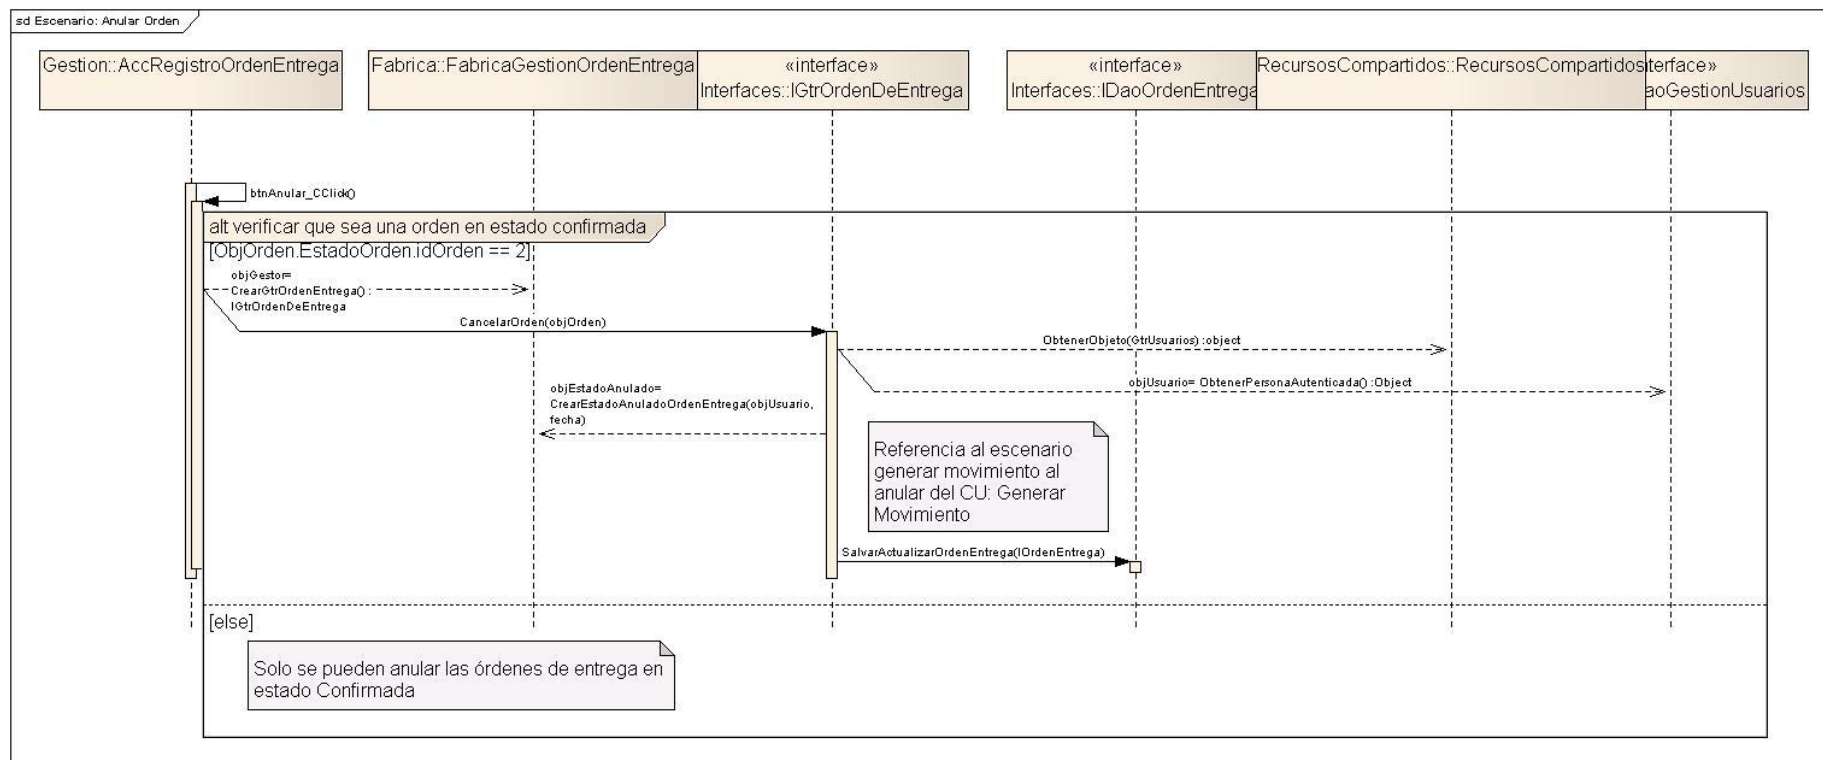 sd Escenario: Anular Orden
Gestion::AccRegistroOrdenEntrega
Fabrica::FabricaGestionOrdenEntrega
«interface»
Interfaces::IGtrOrdenDeEntrega
«interface»
Interfaces::IDaoOrdenEntrega
RecursosCompartidos::RecursosCompartidos
terface»
aoGestionUsuarios
btnAnular_CClick()
alt verificar que sea una orden en estado confirmada
[ObjOrden.EstadoOrden.idOrden == 2]
objGestor=
CrearGtrOrdenEntrega() :
IGtrOrdenDeEntrega
CancelarOrden(objOrden)
ObtenerObjeto(GtrUsuarios) :object
objUsuario= ObtenerPersonaAutenticada() :Object
objEstadoAnulado=
CrearEstadoAnuladoOrdenEntrega(objUsuario,
fecha)
Referencia al escenario
generar movimiento al
anular del CU: Generar
Movimiento
SalvarActualizarOrdenEntrega(IOrdenEntrega)
[else]
Solo se pueden anular las órdenes de entrega en
estado Confirmada